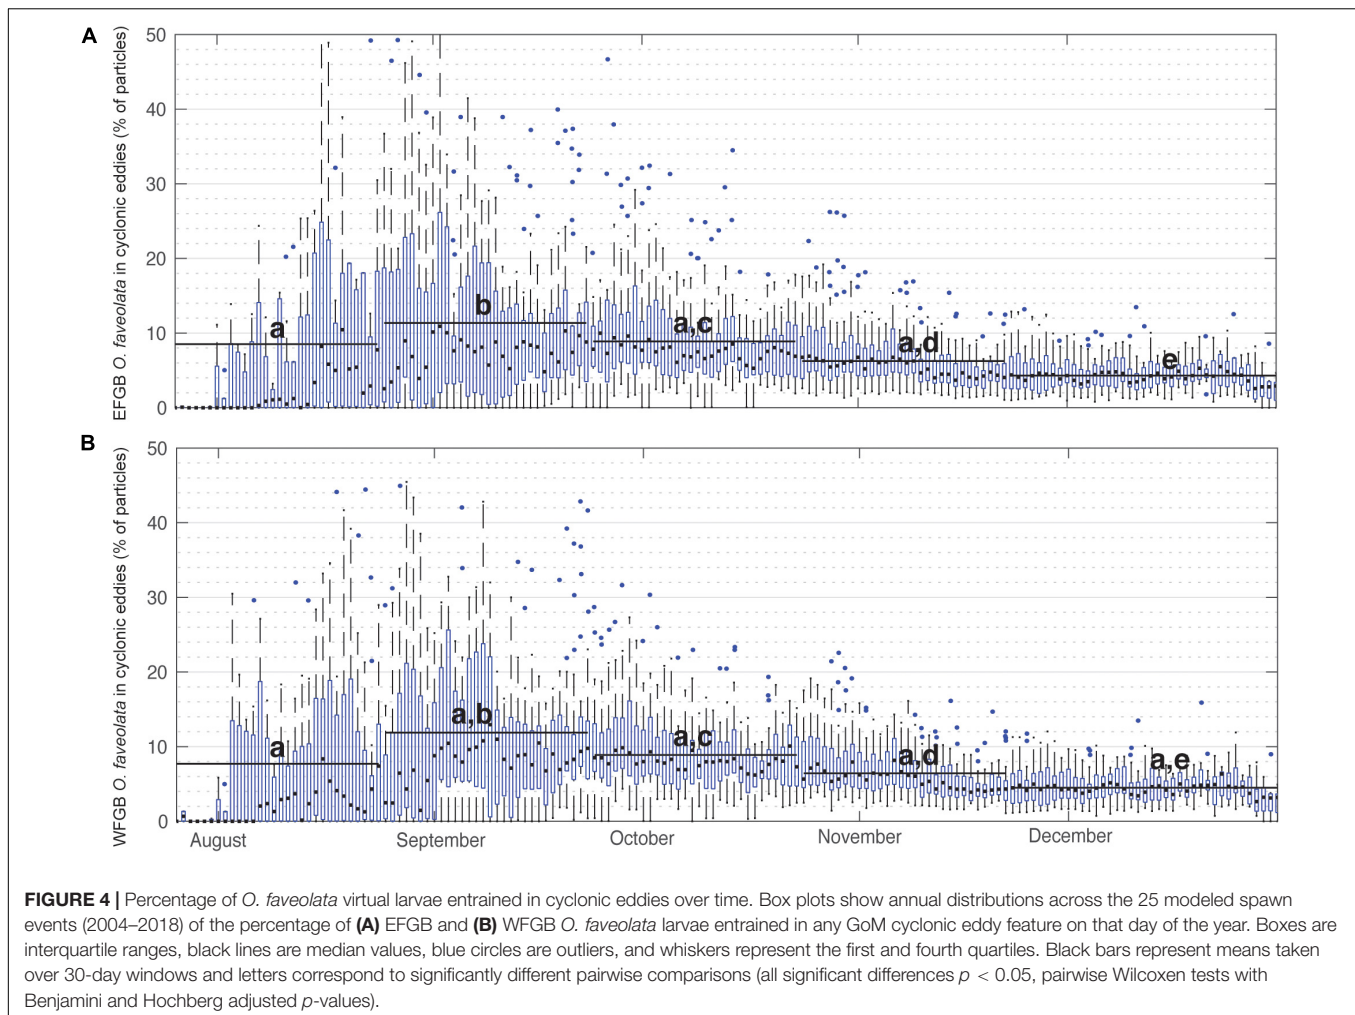 A
EFGB O. faveolata in cyclonic eddies (% of particles)
50
40
30
20
10
0
a
b
a,c
a,d
e
B
WFGB O. faveolata in cyclonic eddies (% of particles)
50
40
30
20
10
0
a
a,b
a,c
a,d
a,e
August September October November December
FIGURE 4 | Percentage of O. faveolata virtual larvae entrained in cyclonic eddies over time. Box plots show annual distributions across the 25 modeled spawn
events (2004–2018) of the percentage of (A) EFGB and (B) WFGB O. faveolata larvae entrained in any GoM cyclonic eddy feature on that day of the year. Boxes are
interquartile ranges, black lines are median values, blue circles are outliers, and whiskers represent the first and fourth quartiles. Black bars represent means taken
over 30-day windows and letters correspond to significantly different pairwise comparisons (all significant differences p < 0.05, pairwise Wilcoxen tests with
Benjamini and Hochberg adjusted p-values).